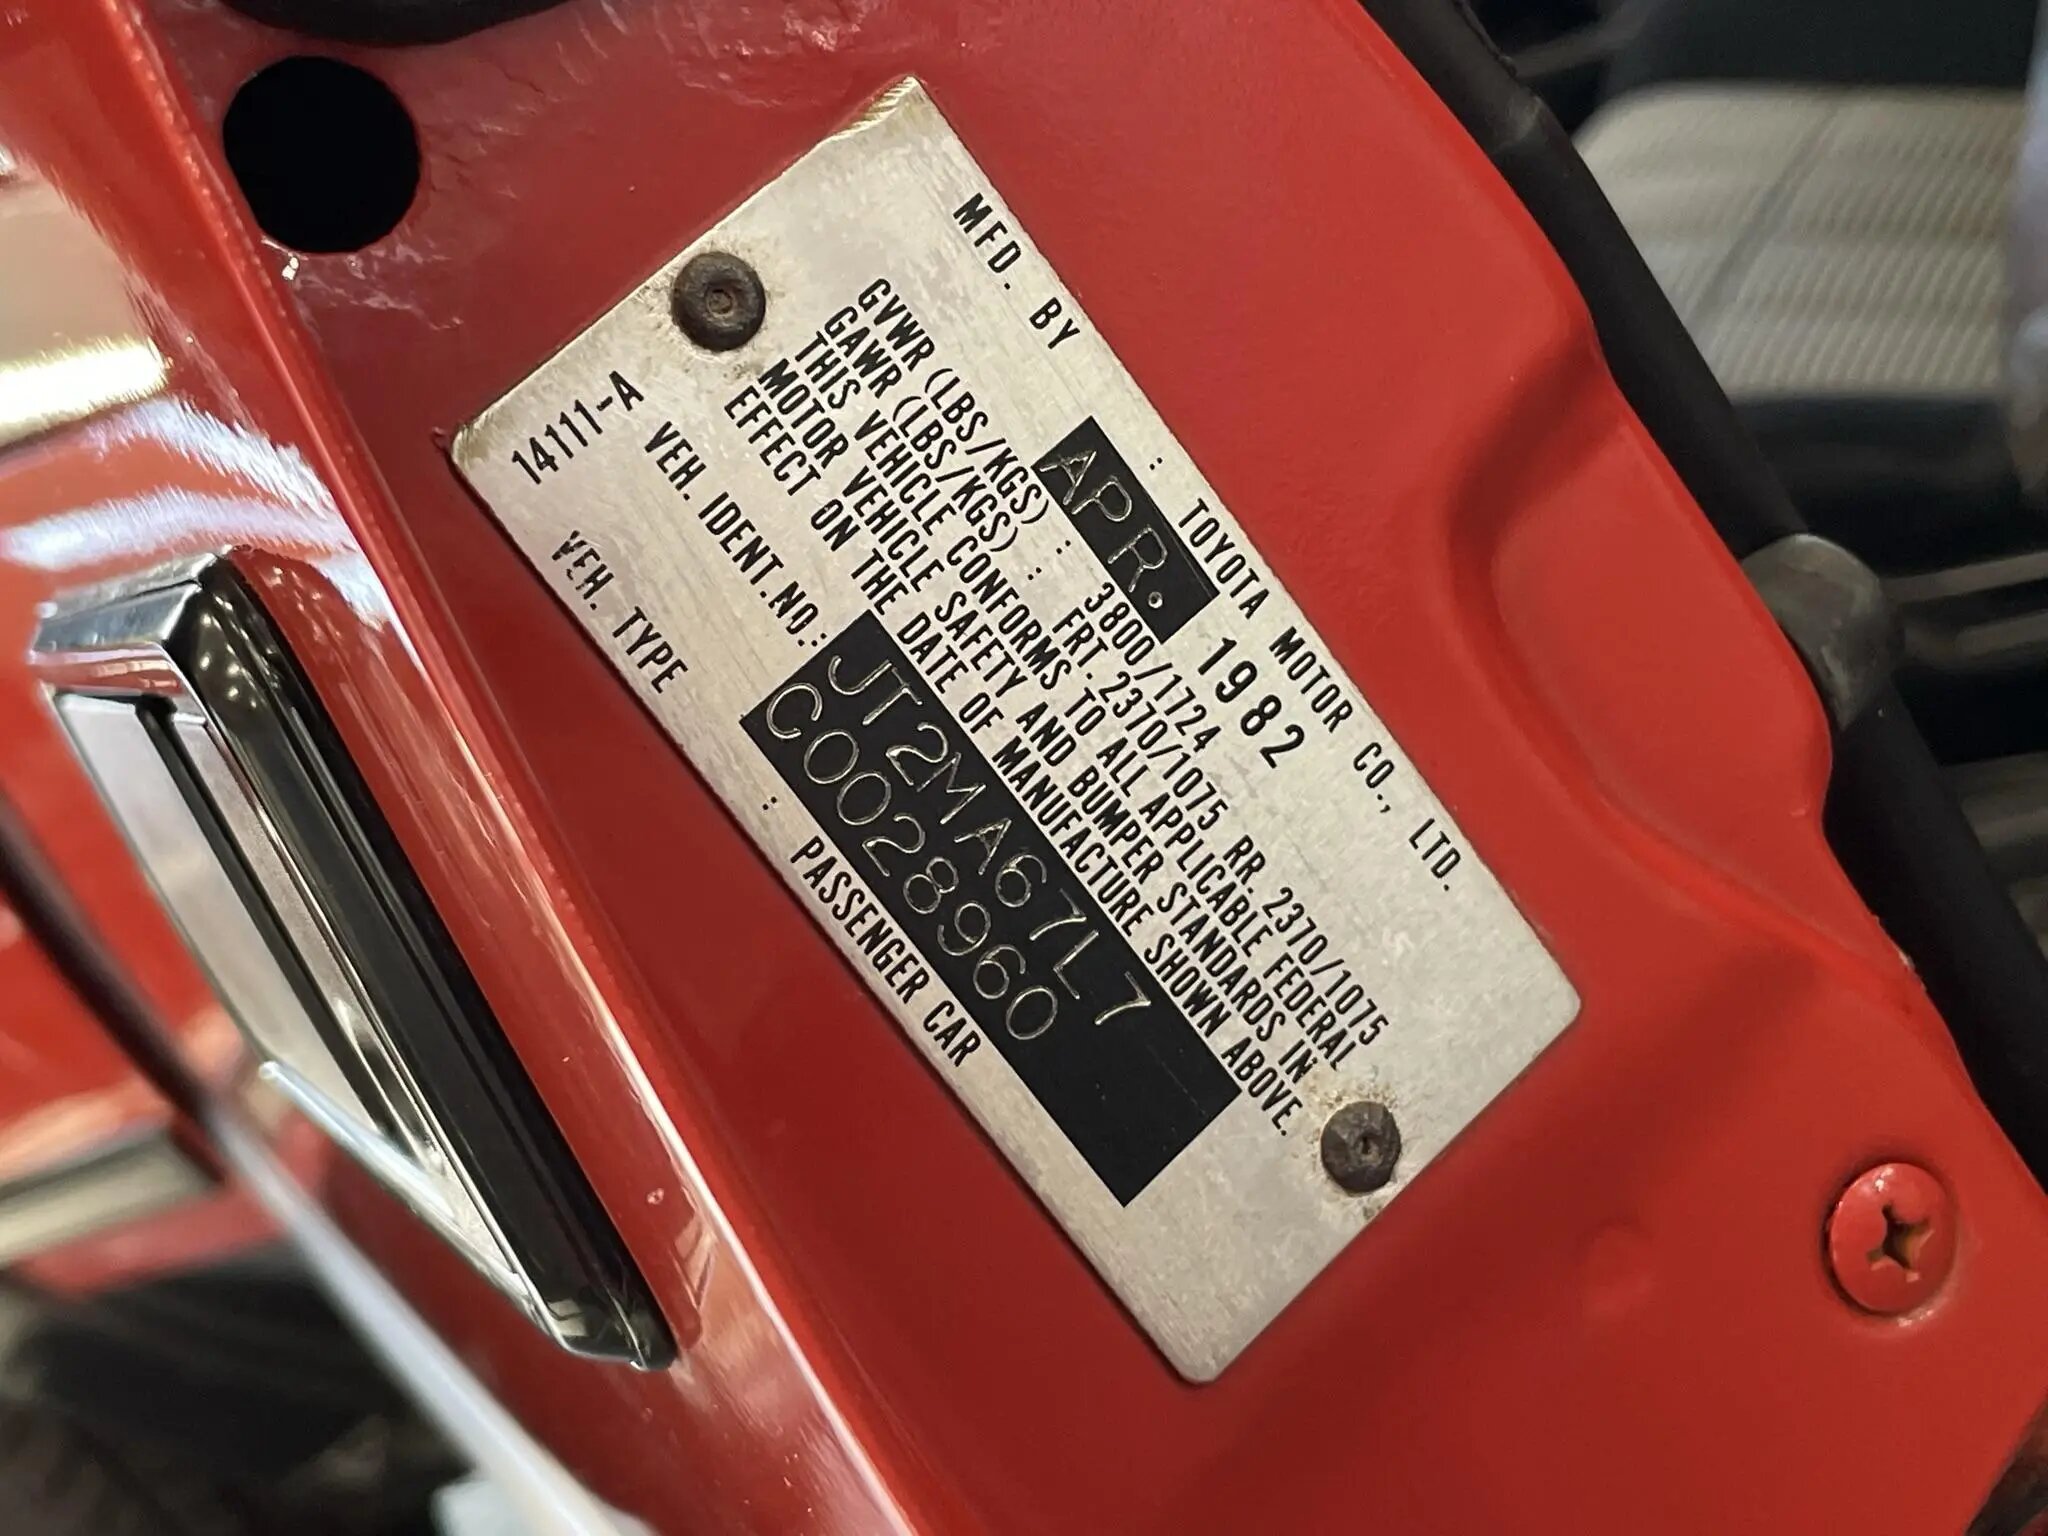 MFD. BY : TOYOTA MOTOR CO., LTD.
APR. 1982
GVWR (LBS/KGS) : 3800/1724
GAWR (LBS/KGS) : FRT. 2370/1075 RR. 2370/1075
THIS VEHICLE CONFORMS TO ALL APPLICABLE FEDERAL
MOTOR VEHICLE SAFETY AND BUMPER STANDARDS IN
EFFECT ON THE DATE OF MANUFACTURE SHOWN ABOVE.
VEH. IDENT. NO.: JT2MA67L7
C0028960
14111-A VEH. TYPE : PASSENGER CAR